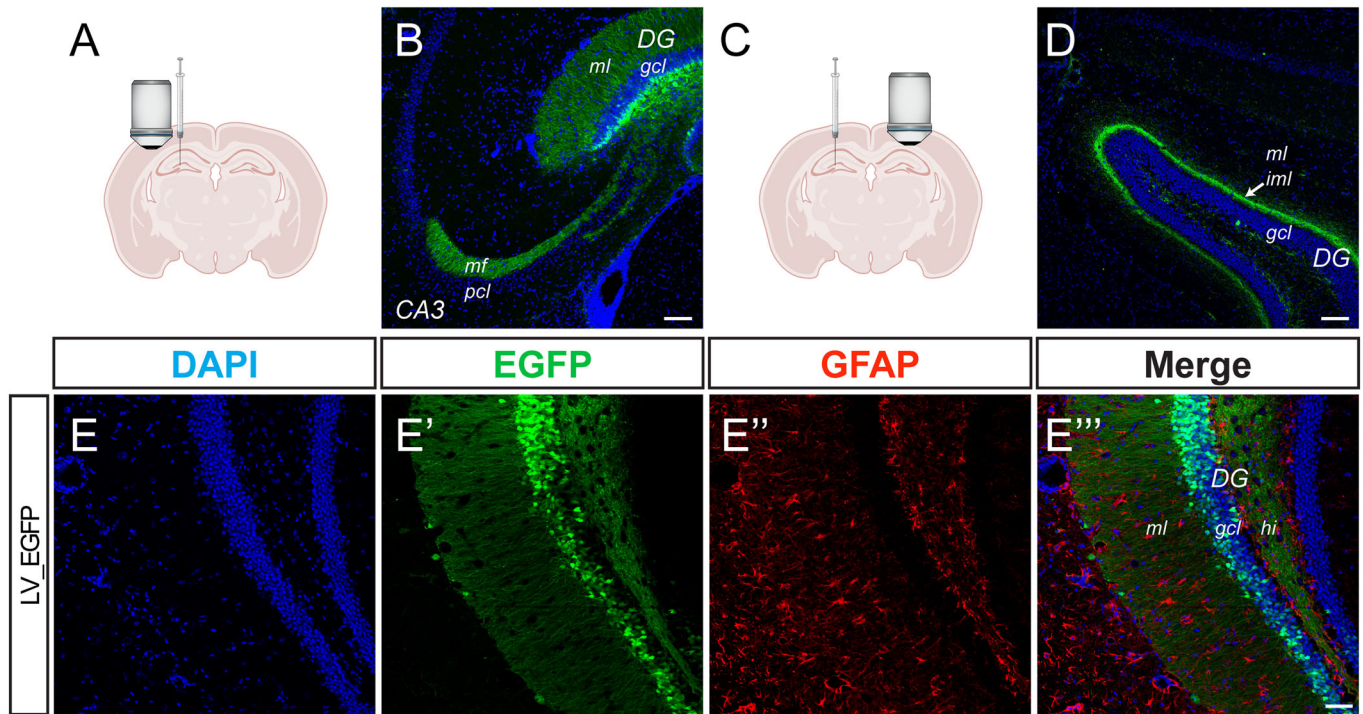 A
B
DG
ml
gcl
mf
pcl
CA3
C
D
ml
iml
gcl
DG
DAPI
EGFP
GFAP
Merge
LV_EGFP
E
E'
E''
E'''
DG
ml
gcl
hi